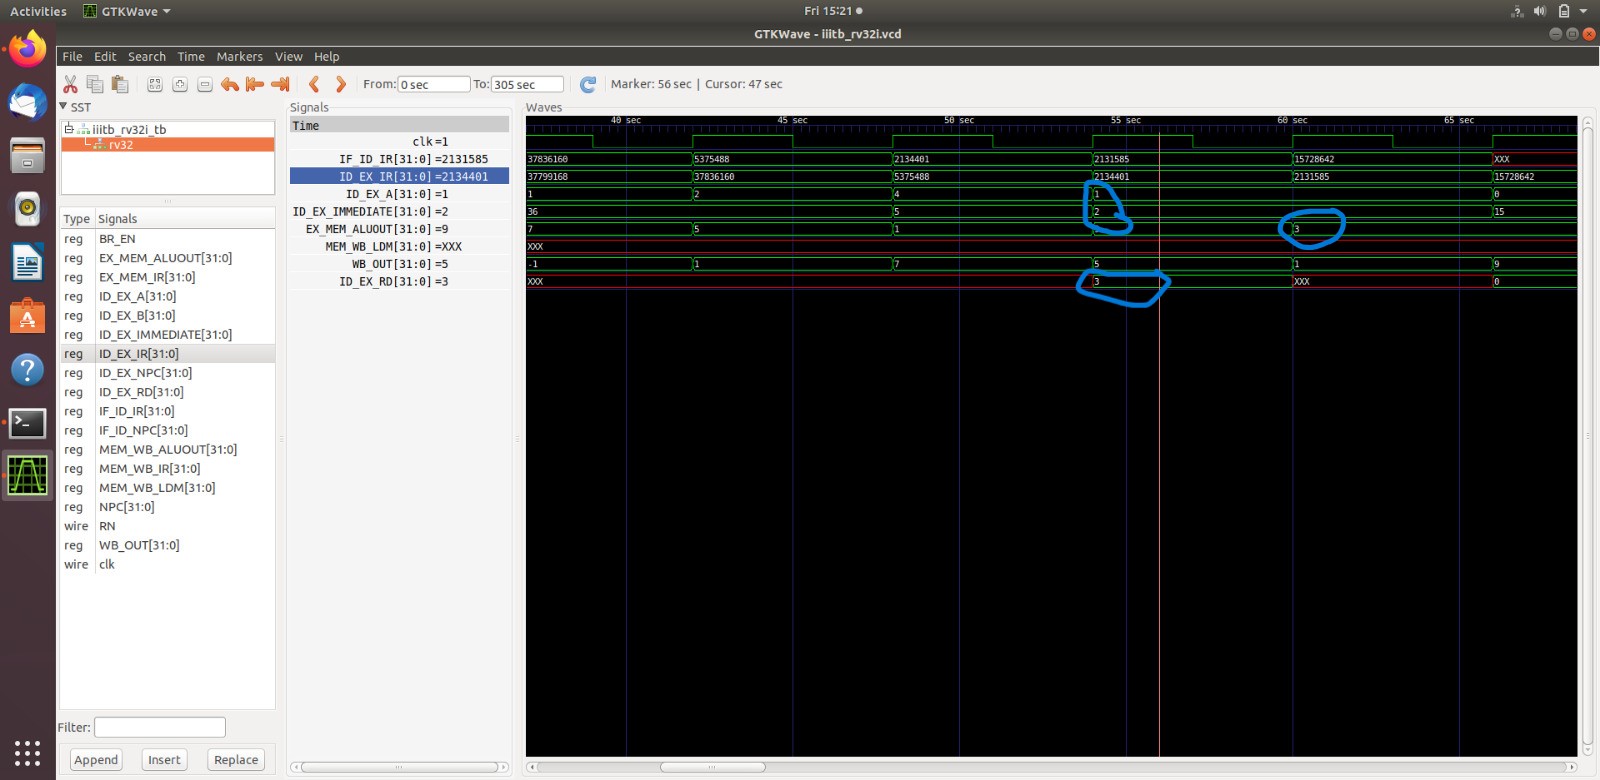 Activities GTKWave Fri 15:21
GTKWave - iiitb_rv32i.vcd
File Edit Search Time Markers View Help
From: 0 sec To: 305 sec Marker: 56 sec | Cursor: 47 sec
SST
iiitb_rv32i_tb
rv32
Type Signals
reg BR_EN
reg EX_MEM_ALUOUT[31:0]
reg EX_MEM_IR[31:0]
reg ID_EX_A[31:0]
reg ID_EX_B[31:0]
reg ID_EX_IMMEDIATE[31:0]
reg ID_EX_IR[31:0]
reg ID_EX_NPC[31:0]
reg ID_EX_RD[31:0]
reg IF_ID_IR[31:0]
reg IF_ID_NPC[31:0]
reg MEM_WB_ALUOUT[31:0]
reg MEM_WB_IR[31:0]
reg MEM_WB_LDM[31:0]
reg NPC[31:0]
wire RN
reg WB_OUT[31:0]
wire clk
Filter:
Append Insert Replace
Signals
Time
clk=1
IF_ID_IR[31:0]=2131585
ID_EX_IR[31:0]=2134401
ID_EX_A[31:0]=1
ID_EX_IMMEDIATE[31:0]=2
EX_MEM_ALUOUT[31:0]=9
MEM_WB_LDM[31:0]=XXX
WB_OUT[31:0]=5
ID_EX_RD[31:0]=3
Waves
40 sec 45 sec 50 sec 55 sec 60 sec 65 sec
37836160 5375488 2134401 2131585 15728642 XXX
37799168 37836160 5375488 2134401 2131585 15728642
1 2 4 1 0
36 5 2 15
7 5 1 3
XXX
-1 1 7 5 1 9
XXX 3 XXX 0